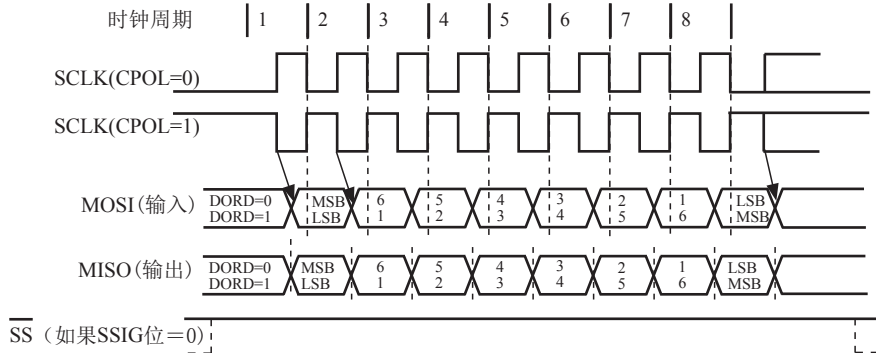 时钟周期 1 2 3 4 5 6 7 8
SCLK(CPOL=0)
SCLK(CPOL=1)
MOSI(输入) DORD=0 MSB 6 5 4 3 2 1 LSB
DORD=1 LSB 1 2 3 4 5 6 MSB
MISO(输出) DORD=0 MSB 6 5 4 3 2 1 LSB
DORD=1 LSB 1 2 3 4 5 6 MSB
SS（如果SSIG位＝0)